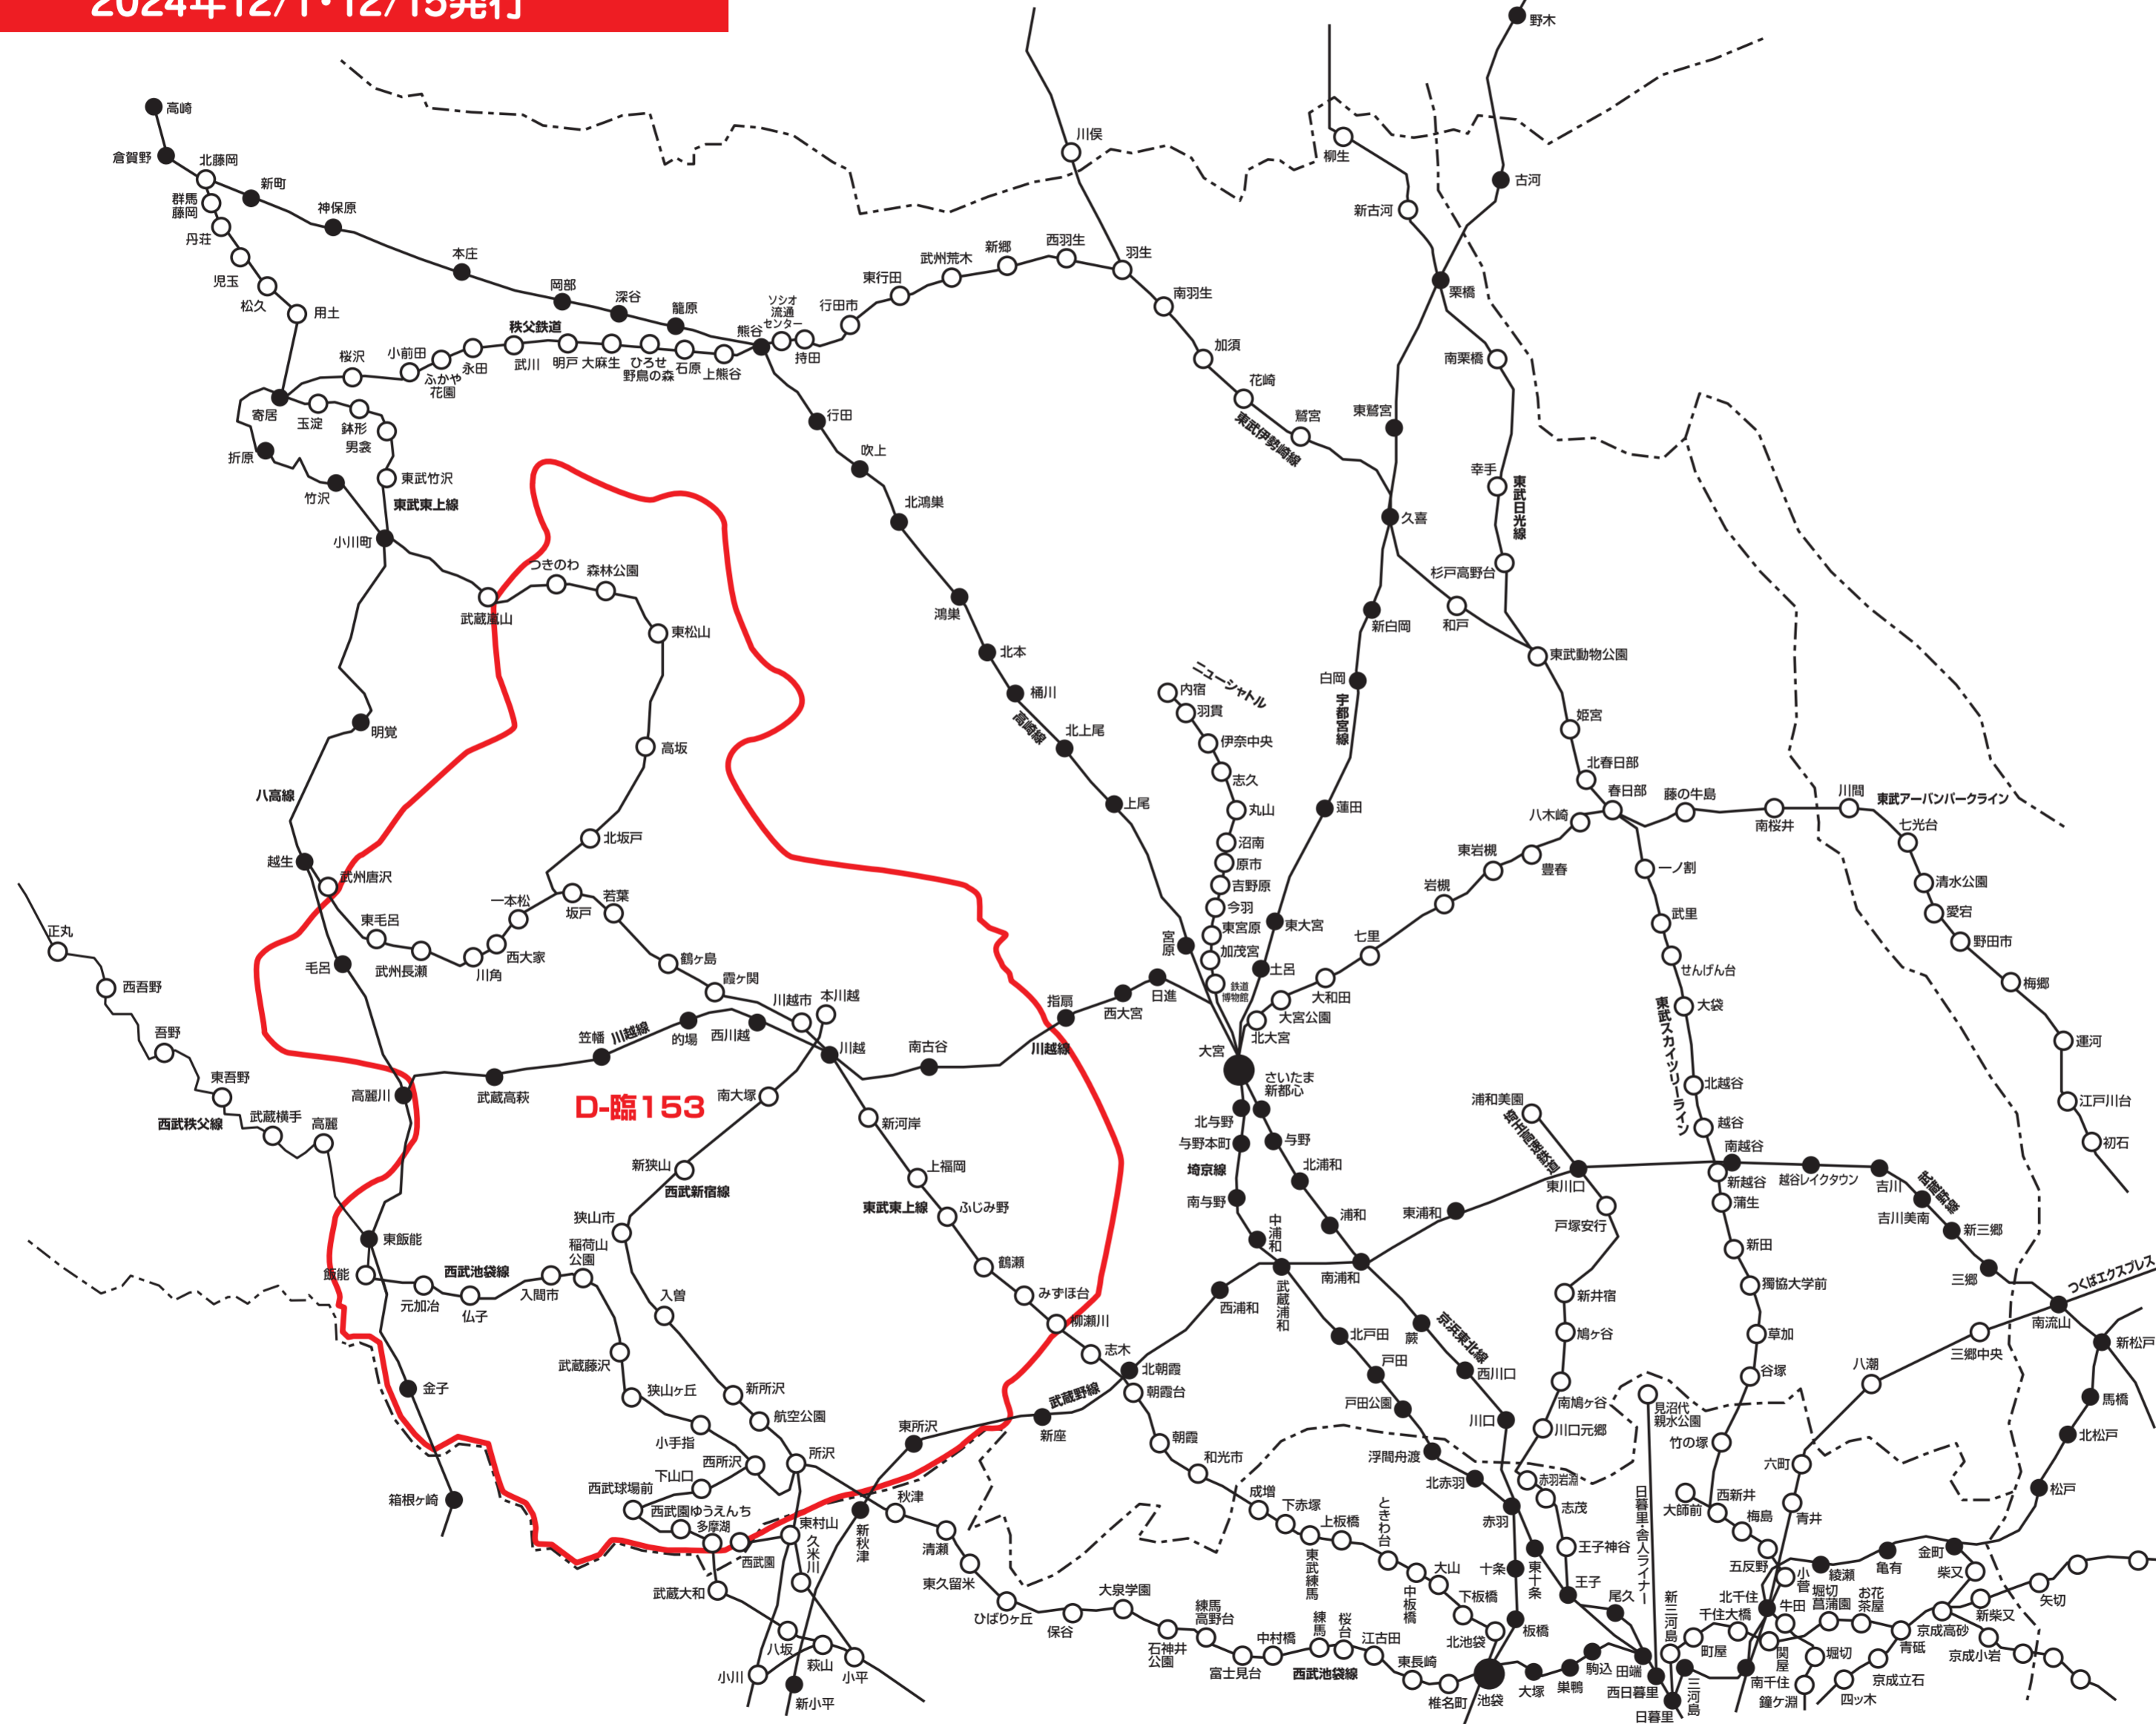 2024年12/1・12/15発行
野木
高崎
倉賀野
北藤岡
新町
群馬
藤岡
神保原
丹荘
児玉
松久
用土
本庄
岡部
深谷
籠原
熊谷
ソシオ
流通
センター
持田
行田市
東行田
武州荒木
新郷
西羽生
羽生
川俣
柳生
新古河
古河
栗橋
南羽生
加須
花崎
鷲宮
東武伊勢崎線
南栗橋
東鷲宮
幸手
東武日光線
久喜
杉戸高野台
秩父鉄道
桜沢
小前田
ふかや
花園
永田
武川
明戸
大麻生
ひろせ
野鳥の森
石原
上熊谷
寄居
玉淀
鉢形
男衾
折原
竹沢
東武竹沢
東武東上線
小川町
行田
吹上
北鴻巣
鴻巣
北本
桶川
高崎線
北上尾
上尾
つきのわ
森林公園
武蔵嵐山
東松山
高坂
北坂戸
明覚
八高線
越生
武州唐沢
東毛呂
武州長瀬
川角
西大家
一本松
坂戸
若葉
毛呂
鶴ヶ島
霞ヶ関
川越市
本川越
新白岡
和戸
東武動物公園
白岡
宇都宮線
姫宮
北春日部
春日部
藤の牛島
南桜井
川間
東武アーバンパークライン
七光台
清水公園
愛宕
野田市
梅郷
運河
江戸川台
初石
内宿
ニューシャトル
羽貫
伊奈中央
志久
丸山
沼南
原市
吉野原
今羽
東宮原
加茂宮
鉄道
博物館
宮原
蓮田
東大宮
土呂
八木崎
豊春
東岩槻
岩槻
七里
大和田
大宮公園
北大宮
大宮
一ノ割
武里
せんげん台
大袋
東武スカイツリーライン
北越谷
越谷
南越谷
新越谷
越谷レイクタウン
吉川
武蔵野線
吉川美南
新三郷
三郷
蒲生
新田
獨協大学前
草加
谷塚
正丸
西吾野
吾野
東吾野
西武秩父線
武蔵横手
高麗
高麗川
武蔵高萩
笠幡
川越線
的場
西川越
川越
南古谷
指扇
西大宮
日進
川越線
D-臨153
南大塚
新狭山
西武新宿線
狭山市
稲荷山
公園
新河岸
上福岡
東武東上線
ふじみ野
鶴瀬
みずほ台
柳瀬川
志木
北朝霞
朝霞台
朝霞
和光市
さいたま
新都心
北与野
与野
与野本町
埼京線
北浦和
南与野
中浦和
浦和
東浦和
南浦和
武蔵浦和
西浦和
浦和美園
埼玉高速鉄道
東川口
戸塚安行
新井宿
鳩ヶ谷
南鳩ヶ谷
川口元郷
北戸田
戸田
戸田公園
浮間舟渡
北赤羽
蕨
京浜東北線
西川口
川口
赤羽
赤羽岩淵
志茂
王子神谷
東飯能
飯能
元加治
西武池袋線
仏子
入間市
入曽
武蔵藤沢
狭山ヶ丘
小手指
新所沢
航空公園
所沢
西所沢
下山口
西武球場前
西武園ゆうえんち
多摩湖
西武園
東村山
久米川
金子
箱根ヶ崎
東所沢
新座
武蔵野線
秋津
新秋津
清瀬
東久留米
ひばりヶ丘
保谷
大泉学園
石神井
公園
練馬
高野台
富士見台
中村橋
練馬
西武池袋線
桜台
江古田
東長崎
椎名町
池袋
武蔵大和
八坂
小川
萩山
小平
新小平
成増
下赤塚
東武練馬
上板橋
ときわ台
中板橋
大山
下板橋
北池袋
板橋
十条
東十条
王子
尾久
大塚
巣鴨
駒込
田端
西日暮里
日暮里
三河島
新三河島
日暮里・舎人ライナー
見沼代
親水公園
町屋
千住大橋
北千住
関屋
牛田
堀切
南千住
鐘ケ淵
小菅
五反野
梅島
西新井
大師前
竹の塚
堀切
菖蒲園
お花
茶屋
四ッ木
京成立石
青砥
京成高砂
京成小岩
新柴又
柴又
金町
矢切
綾瀬
亀有
青井
六町
八潮
三郷中央
南流山
つくばエクスプレス
新松戸
馬橋
北松戸
松戸